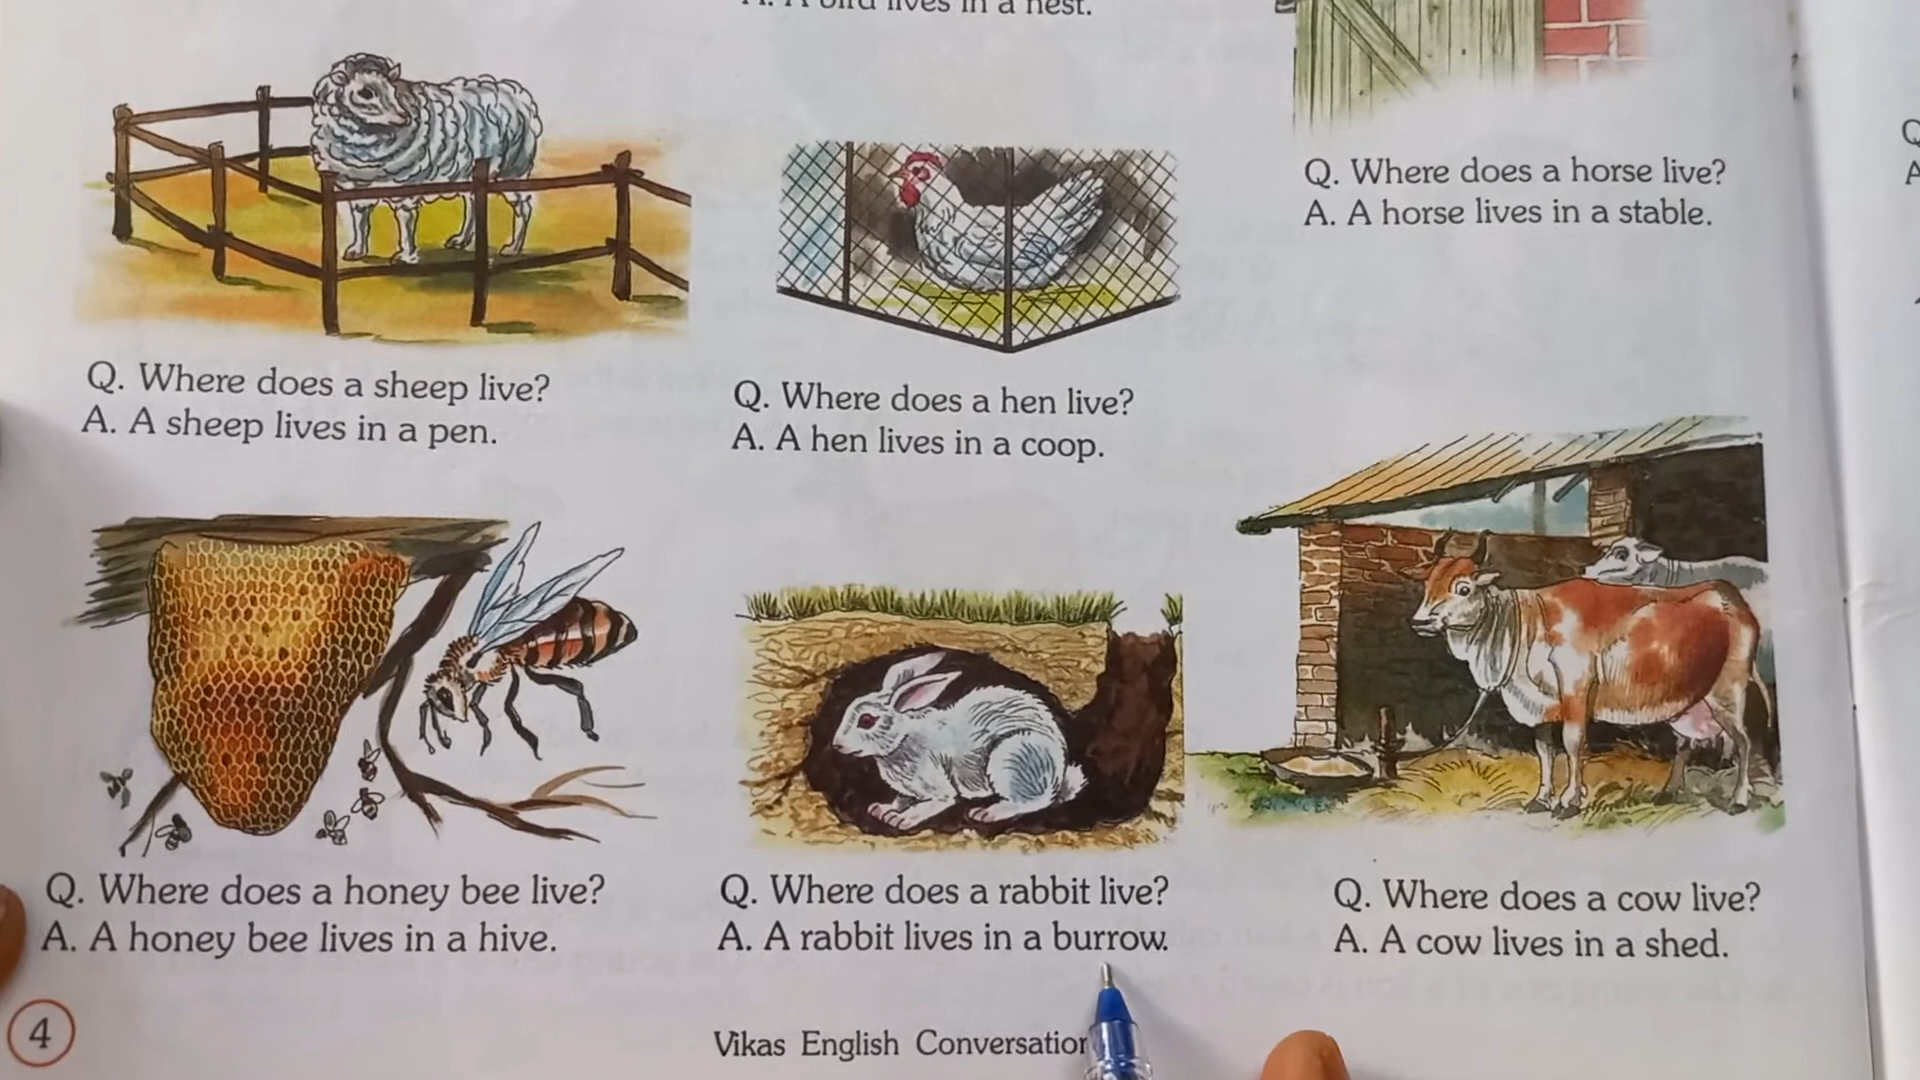 A. A bird lives in a nest.
Q. Where does a horse live?
A. A horse lives in a stable.
Q. Where does a sheep live?
A. A sheep lives in a pen.
Q. Where does a hen live?
A. A hen lives in a coop.
Q. Where does a honey bee live?
A. A honey bee lives in a hive.
Q. Where does a rabbit live?
A. A rabbit lives in a burrow.
Q. Where does a cow live?
A. A cow lives in a shed.
4
Vikas English Conversation
Q
A